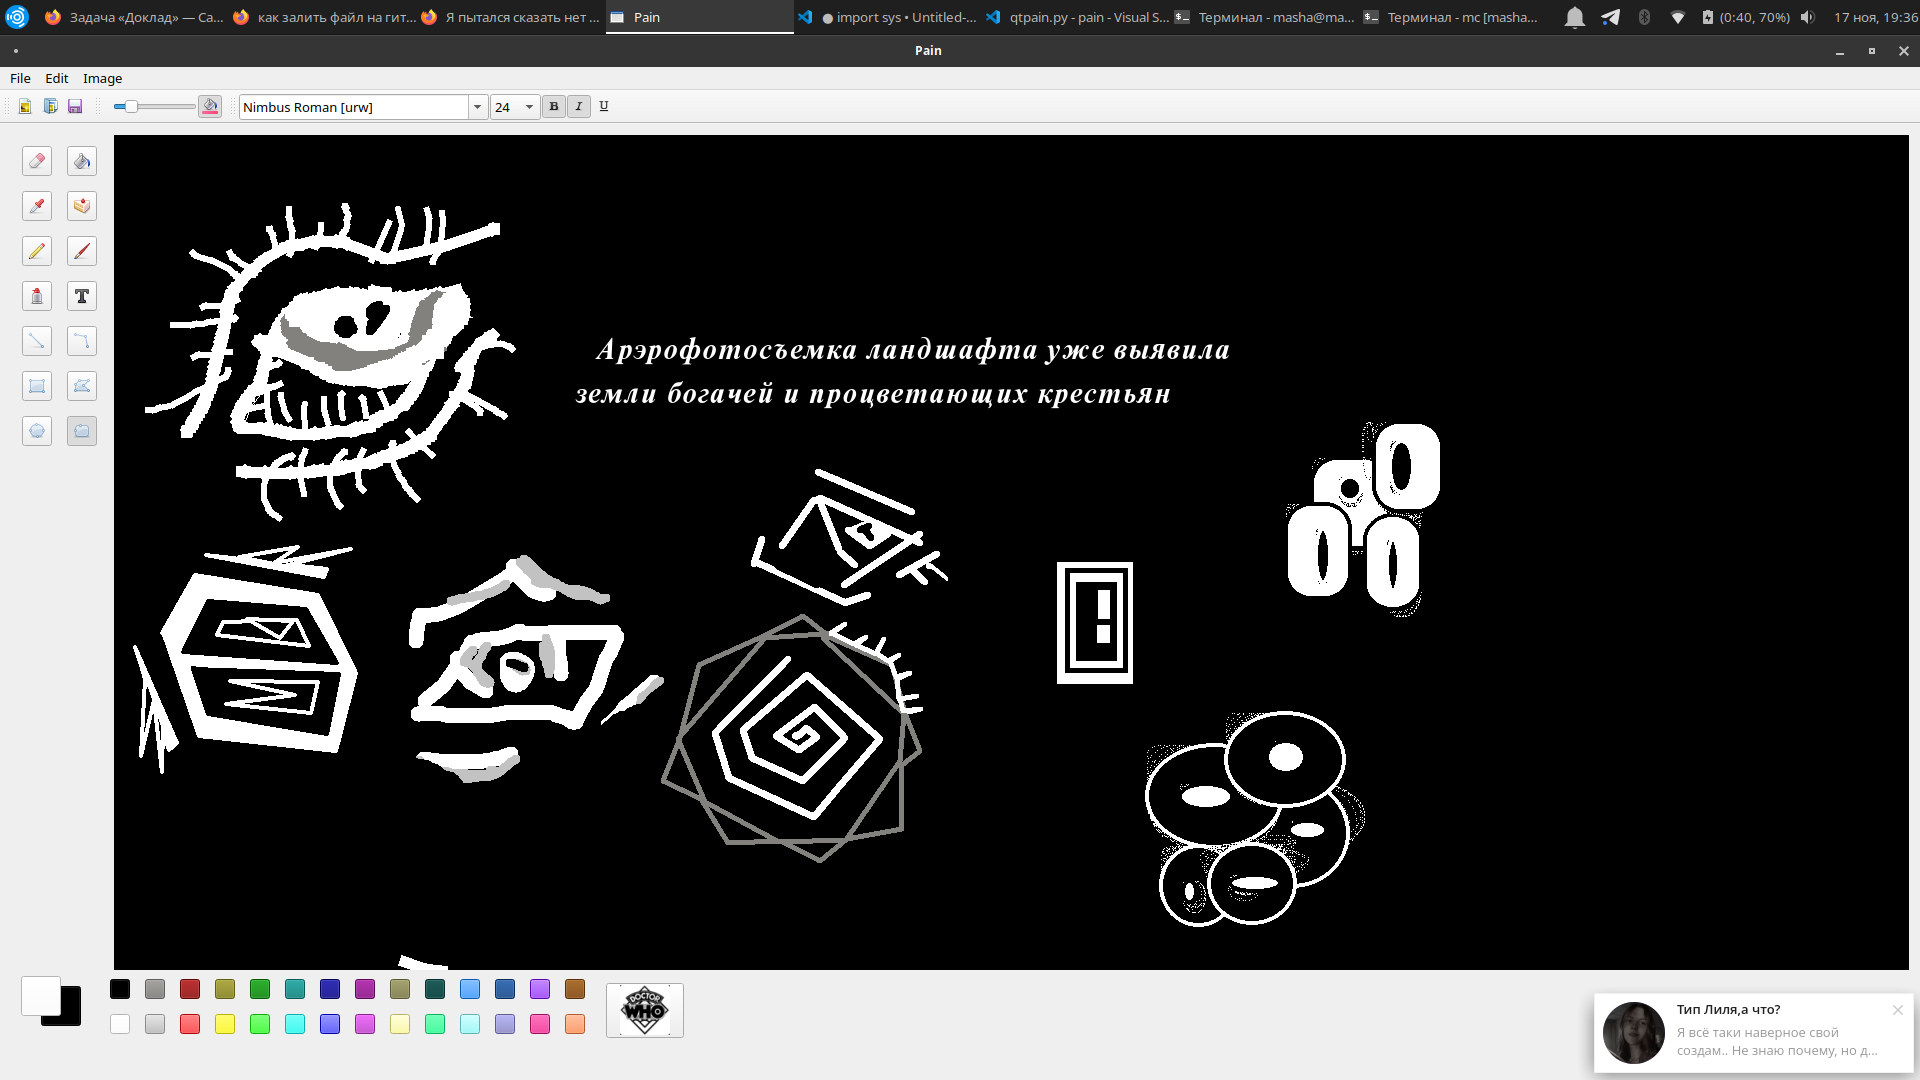 Задача «Доклад» — Са...
как залить файл на гит...
Я пытался сказать нет ...
Pain
● import sys • Untitled-...
qtpain.py - pain - Visual S...
Терминал - masha@ma...
Терминал - mc [masha...
(0:40, 70%)
17 ноя, 19:36
Pain
File Edit Image
Nimbus Roman [urw] 24 B I U
T
Арэрофотосъемка ландшафта уже выявила
земли богачей и процветающих крестьян
DOCTOR
WHO
Тип Лиля,а что?
Я всё таки наверное свой
создам.. Не знаю почему, но д...